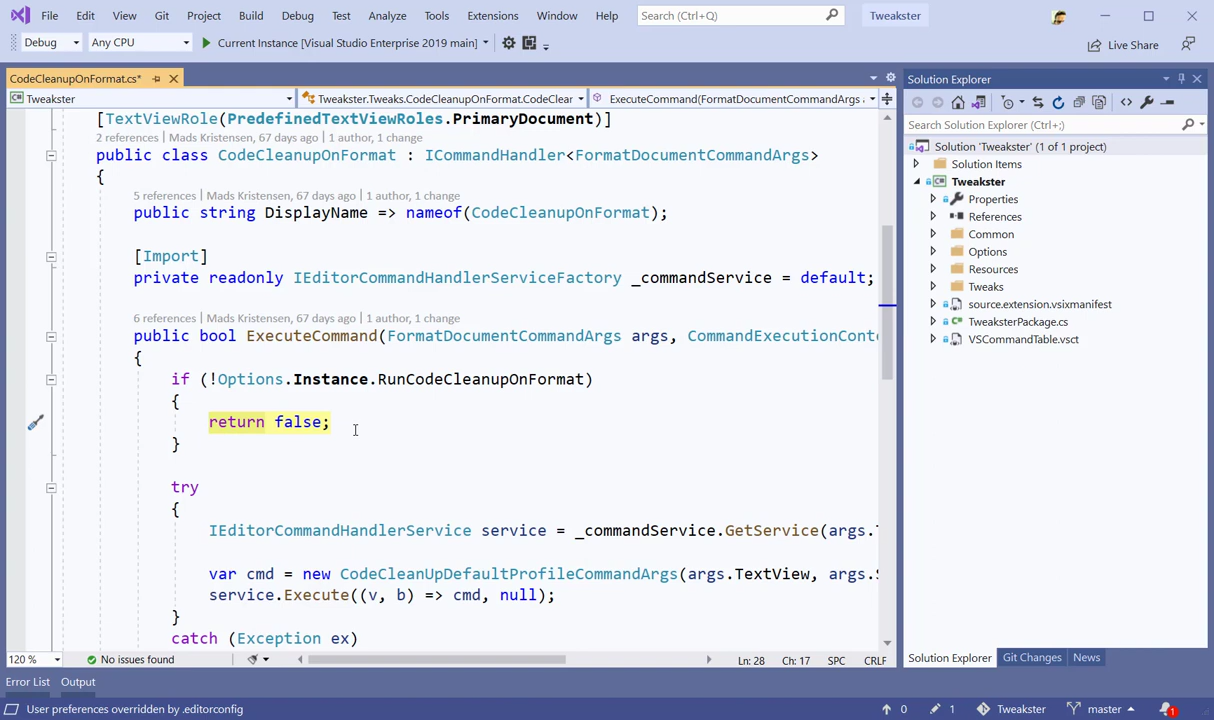 File Edit View Git Project Build Debug Test Analyze Tools Extensions Window Help Search (Ctrl+Q) Tweakster
Debug Any CPU Current Instance [Visual Studio Enterprise 2019 main] Live Share
CodeCleanupOnFormat.cs*
Tweakster Tweakster.Tweaks.CodeCleanupOnFormat.CodeClear ExecuteCommand(FormatDocumentCommandArgs a
[TextViewRole(PredefinedTextViewRoles.PrimaryDocument)]
2 references | Mads Kristensen, 67 days ago | 1 author, 1 change
public class CodeCleanupOnFormat : ICommandHandler<FormatDocumentCommandArgs>
{
5 references | Mads Kristensen, 67 days ago | 1 author, 1 change
public string DisplayName => nameof(CodeCleanupOnFormat);
[Import]
private readonly IEditorCommandHandlerServiceFactory _commandService = default;
6 references | Mads Kristensen, 67 days ago | 1 author, 1 change
public bool ExecuteCommand(FormatDocumentCommandArgs args, CommandExecutionConte
{
if (!Options.Instance.RunCodeCleanupOnFormat)
{
return false;
}
try
{
IEditorCommandHandlerService service = _commandService.GetService(args.T
var cmd = new CodeCleanUpDefaultProfileCommandArgs(args.TextView, args.S
service.Execute((v, b) => cmd, null);
}
catch (Exception ex)
120 % No issues found Ln: 28 Ch: 17 SPC CRLF
Solution Explorer
Search Solution Explorer (Ctrl+;)
Solution 'Tweakster' (1 of 1 project)
Solution Items
Tweakster
Properties
References
Common
Options
Resources
Tweaks
source.extension.vsixmanifest
TweaksterPackage.cs
VSCommandTable.vsct
Solution Explorer Git Changes News
Error List Output
User preferences overridden by .editorconfig 0 1 Tweakster master 1